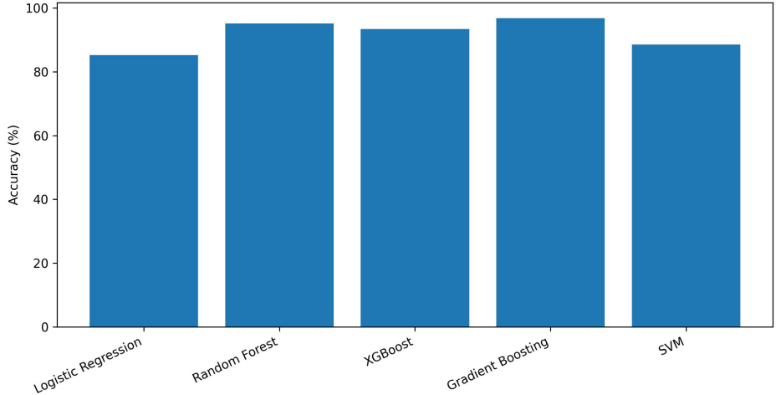 100
80
60
40
20
0
Accuracy (%)
Logistic Regression
Random Forest
XGBoost
Gradient Boosting
SVM